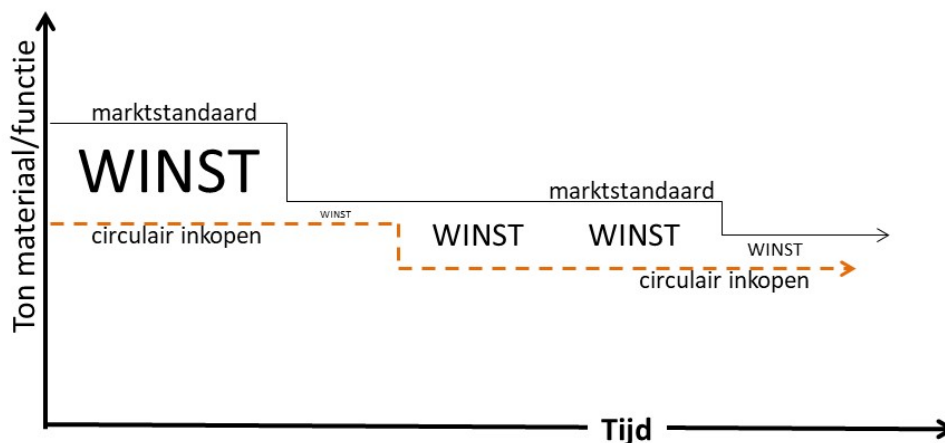 Ton materiaal/functie
marktstandaard
WINST
circulair inkopen
WINST
marktstandaard
WINST
WINST
WINST
circulair inkopen
Tijd